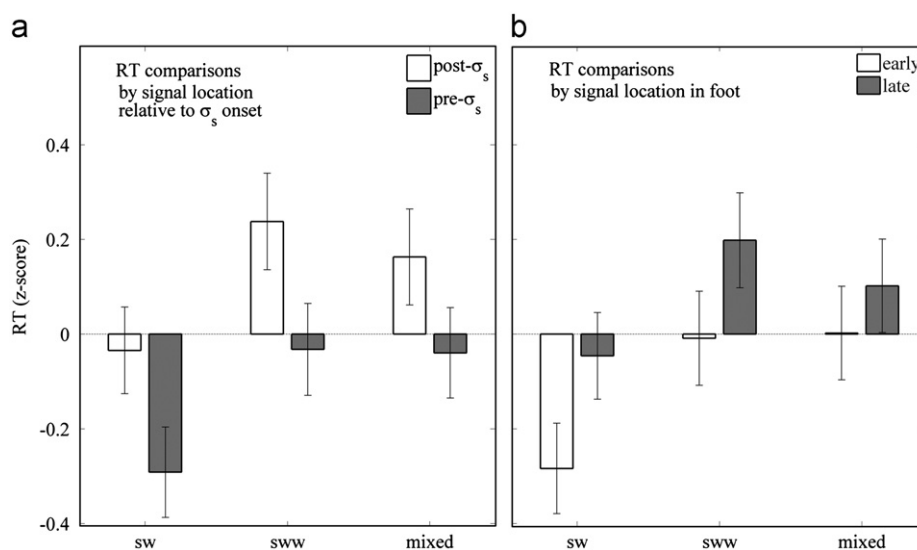 a
RT comparisons
by signal location
relative to σs onset
post-σs
pre-σs
RT (z-score)
0.4
0.2
0
-0.2
-0.4
sw
sww
mixed
b
RT comparisons
by signal location in foot
early
late
sw
sww
mixed